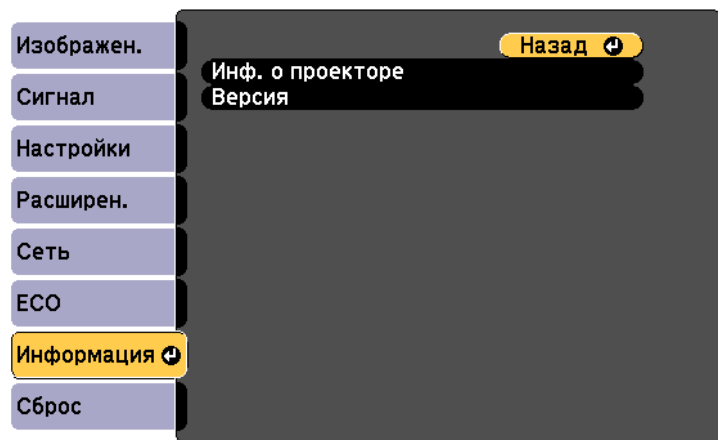 Изображен.
Сигнал
Настройки
Расширен.
Сеть
ECO
Информация
Сброс
Назад
Инф. о проекторе
Версия